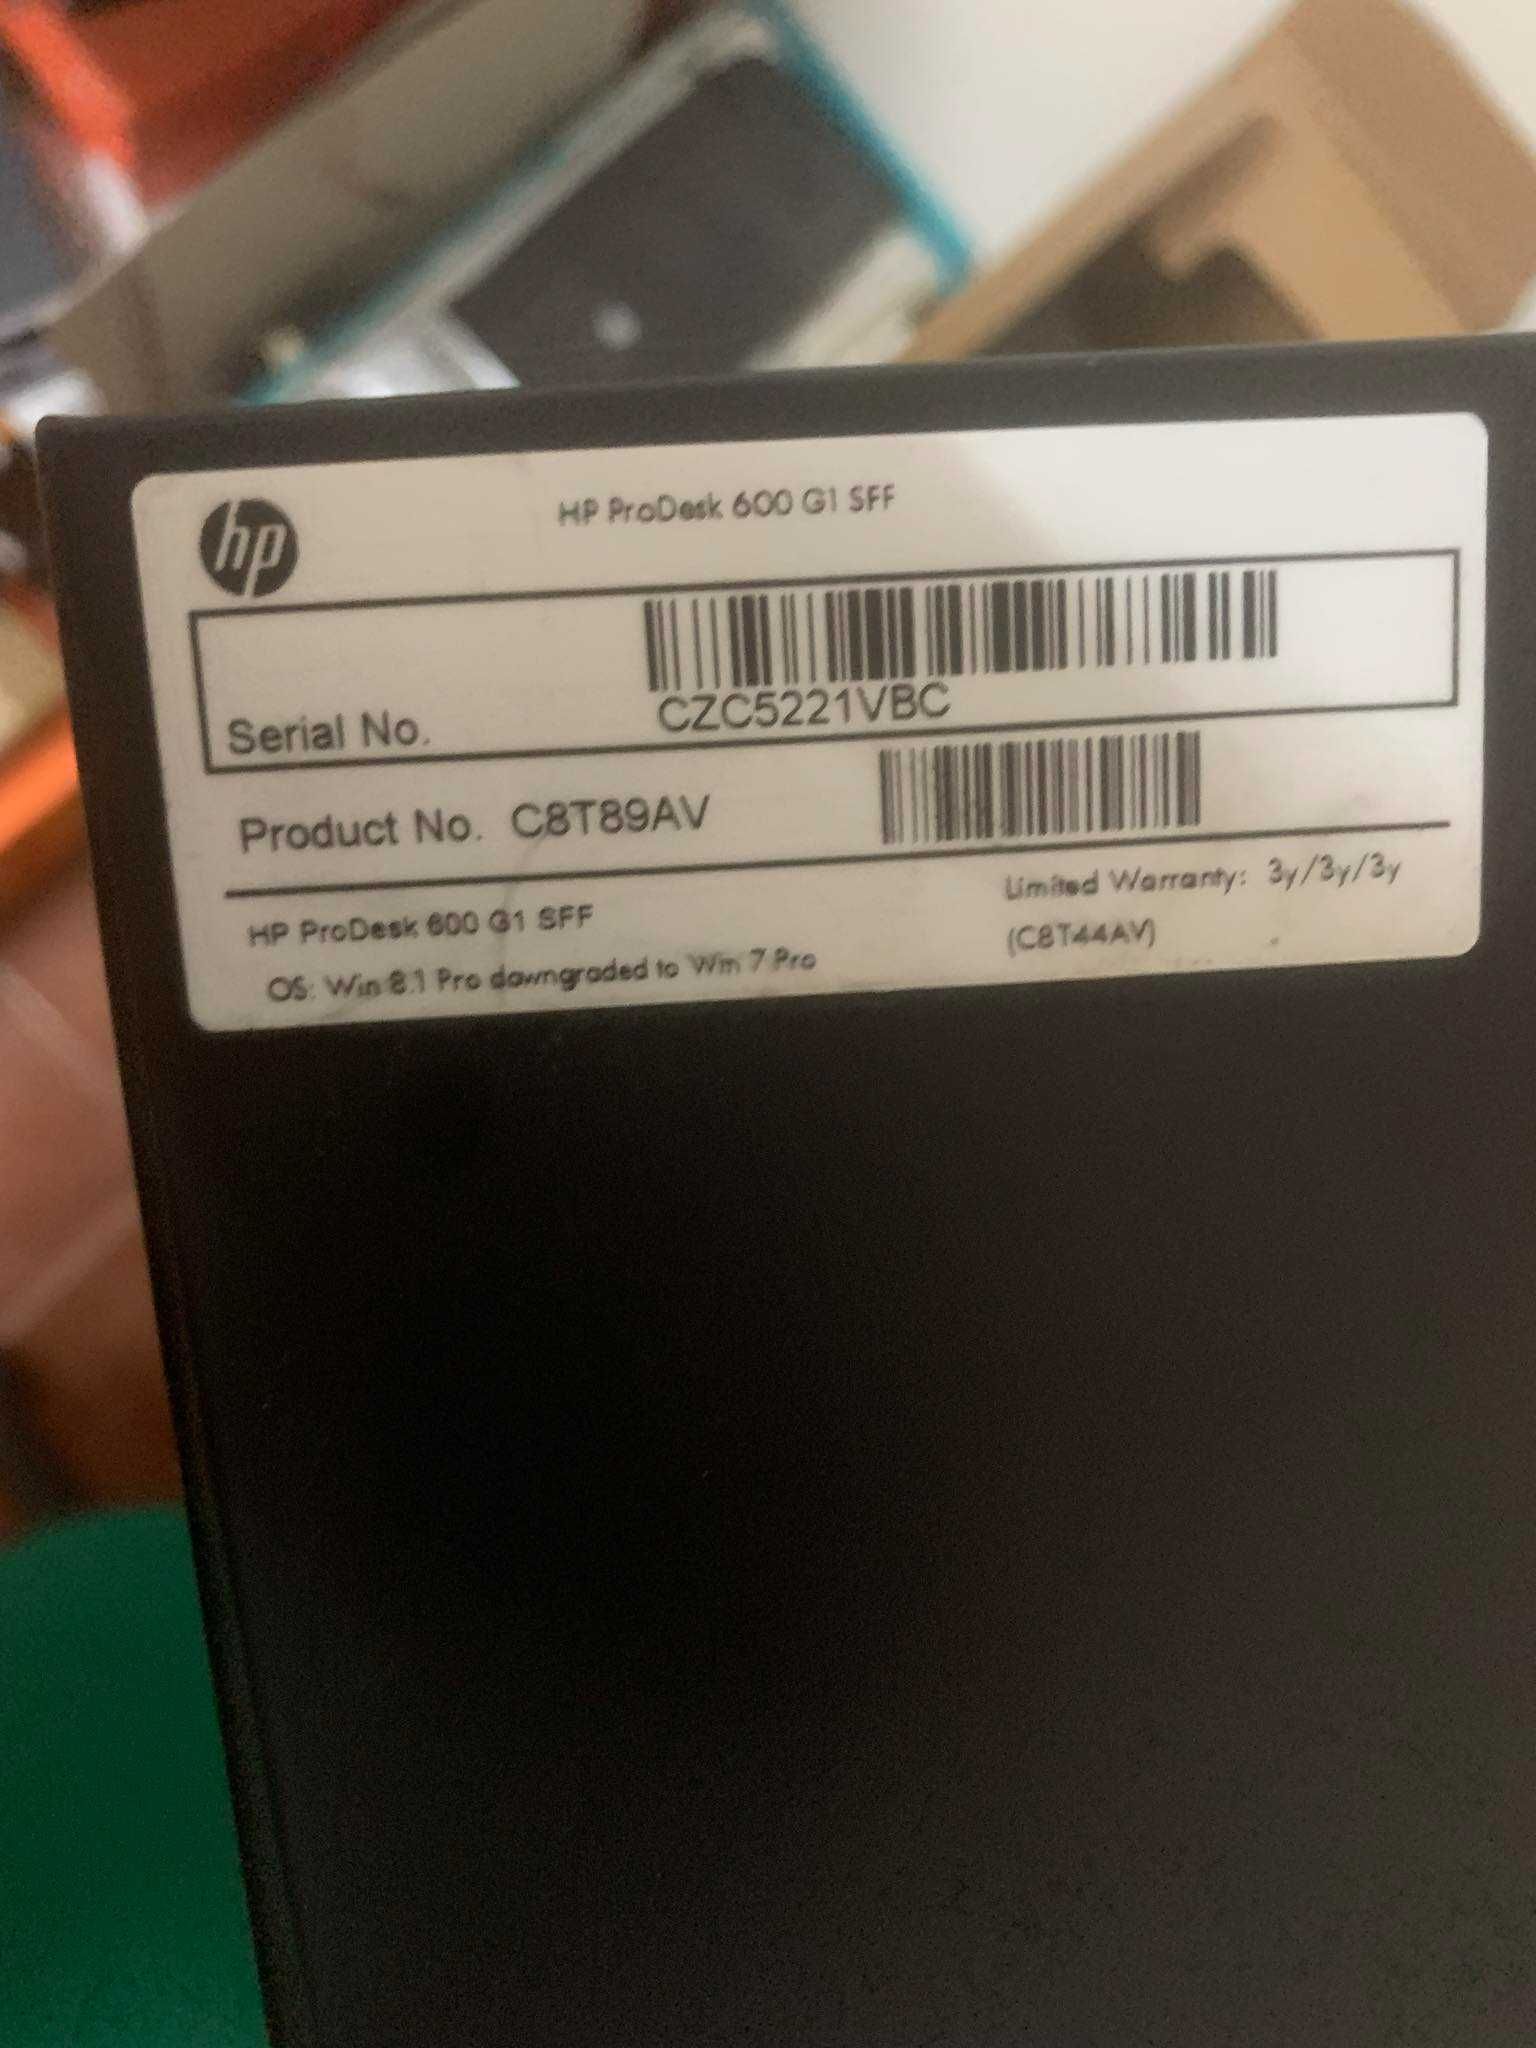 hp
HP ProDesk 600 G1 SFF
Serial No. CZC5221VBC
Product No. C8T89AV
HP ProDesk 600 G1 SFF
Limited Warranty: 3y/3y/3y
OS: Win 8.1 Pro downgraded to Win 7 Pro
(C8T44AV)